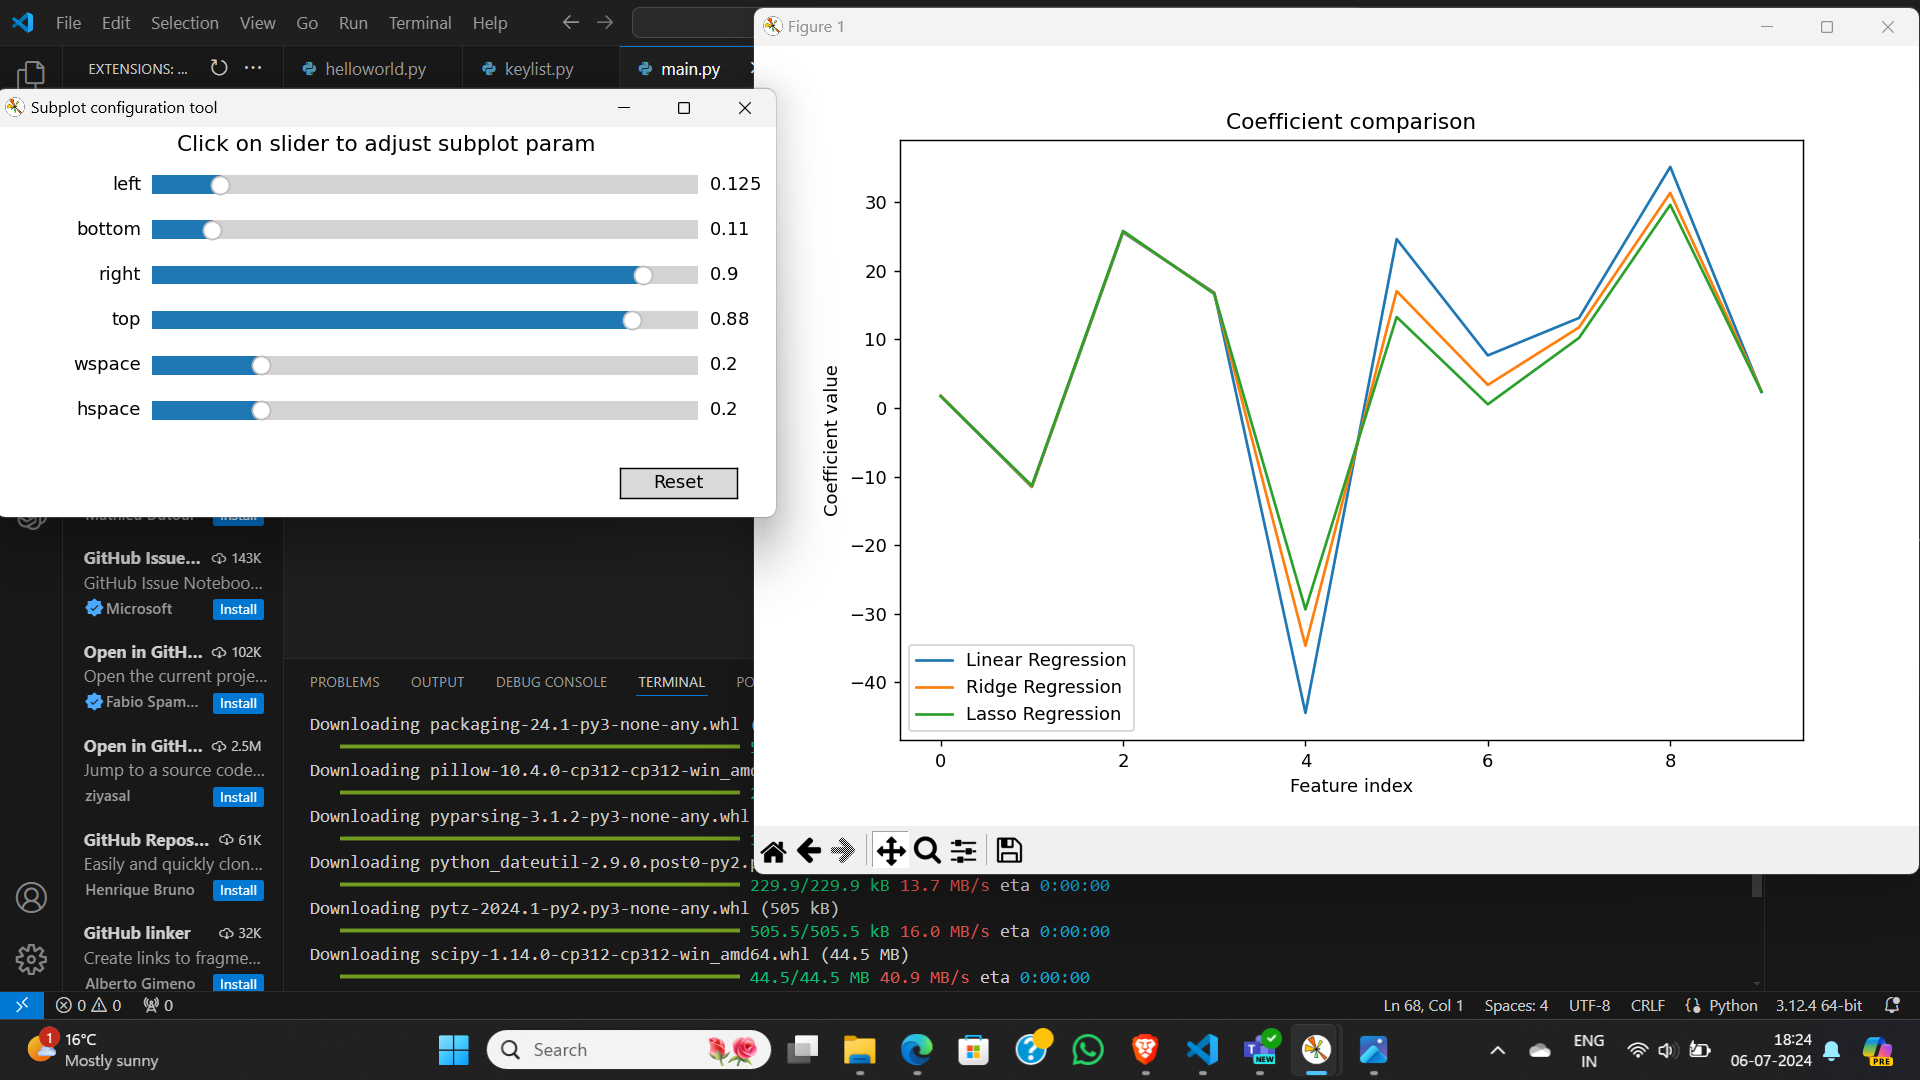 File Edit Selection View Go Run Terminal Help
Figure 1
EXTENSIONS: ...
helloworld.py
keylist.py
main.py
Subplot configuration tool
Click on slider to adjust subplot param
left 0.125
bottom 0.11
right 0.9
top 0.88
wspace 0.2
hspace 0.2
Reset
Coefficient comparison
Coefficient value
30
20
10
0
−10
−20
−30
−40
Linear Regression
Ridge Regression
Lasso Regression
0 2 4 6 8
Feature index
Install
GitHub Issue... 143K
GitHub Issue Noteboo...
Microsoft Install
Open in GitH... 102K
Open the current proje...
Fabio Spam... Install
Open in GitH... 2.5M
Jump to a source code...
ziyasal Install
GitHub Repos... 61K
Easily and quickly clon...
Henrique Bruno Install
GitHub linker 32K
Create links to fragme...
Alberto Gimeno Install
PROBLEMS OUTPUT DEBUG CONSOLE TERMINAL PO
Downloading packaging-24.1-py3-none-any.whl
Downloading pillow-10.4.0-cp312-cp312-win_amd
Downloading pyparsing-3.1.2-py3-none-any.whl
Downloading python_dateutil-2.9.0.post0-py2.p
229.9/229.9 kB 13.7 MB/s eta 0:00:00
Downloading pytz-2024.1-py2.py3-none-any.whl (505 kB)
505.5/505.5 kB 16.0 MB/s eta 0:00:00
Downloading scipy-1.14.0-cp312-cp312-win_amd64.whl (44.5 MB)
44.5/44.5 MB 40.9 MB/s eta 0:00:00
0 0 0
Ln 68, Col 1 Spaces: 4 UTF-8 CRLF Python 3.12.4 64-bit
1
16°C
Mostly sunny
Search
NEW
ENG
IN
18:24
06-07-2024
PRE